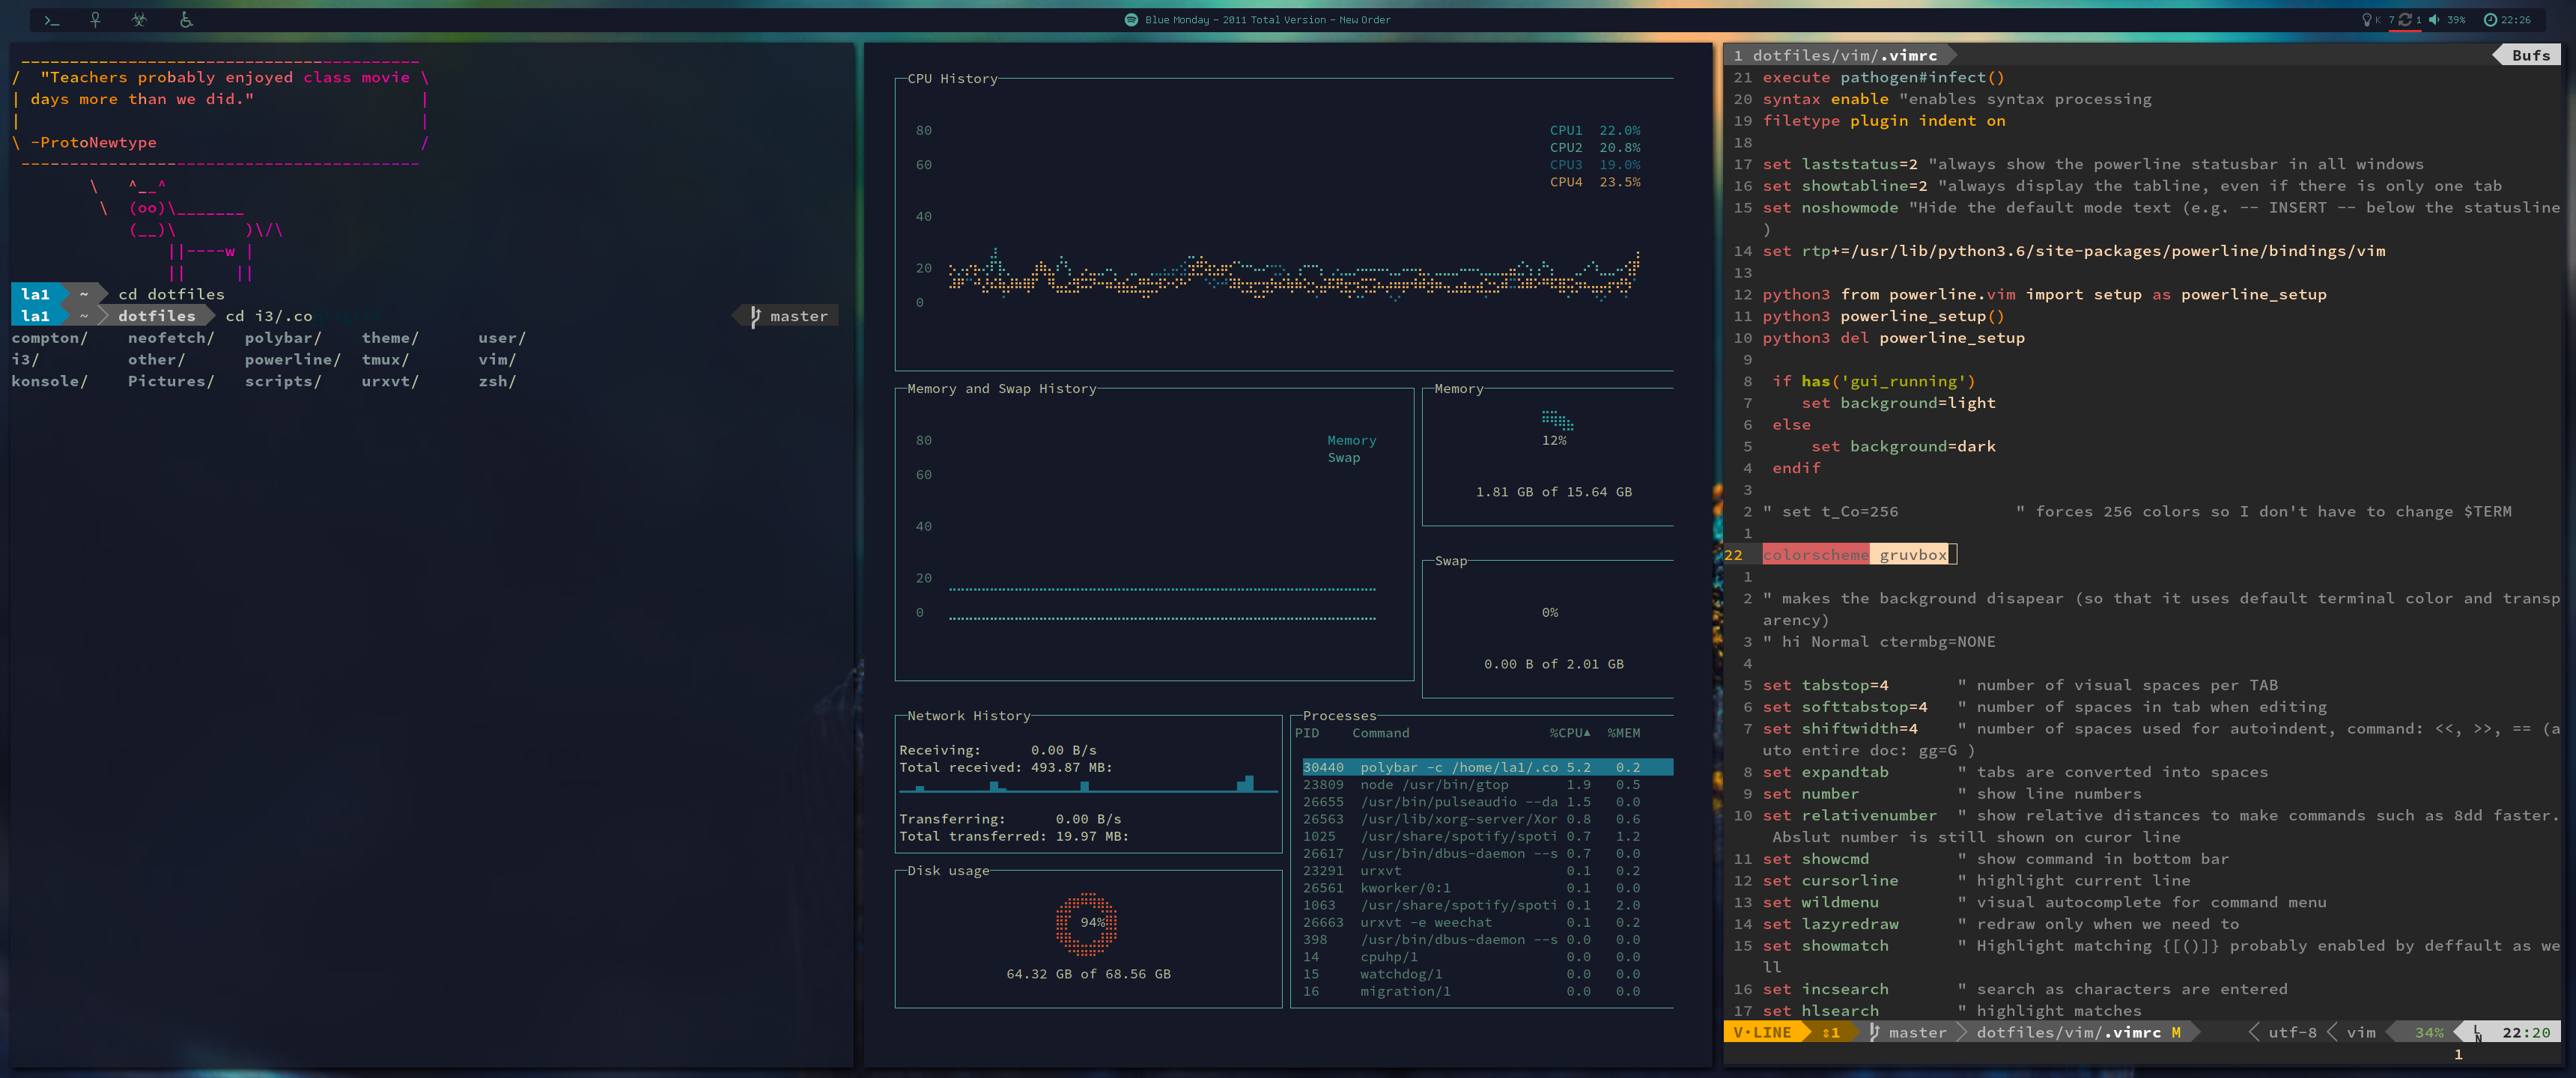 >_
Blue Monday - 2011 Total Version - New Order
K 7 1 39% 22:26
/ "Teachers probably enjoyed class movie \
| days more than we did." |
| |
\ -ProtoNewtype /
\ ^__^
\ (oo)\_______
(__)\ )\/\
||----w |
|| ||
la1 ~ cd dotfiles
la1 ~ dotfiles cd i3/.co master
compton/ neofetch/ polybar/ theme/ user/
i3/ other/ powerline/ tmux/ vim/
konsole/ Pictures/ scripts/ urxvt/ zsh/
CPU History
80
60
40
20
0
CPU1 22.0%
CPU2 20.8%
CPU3 19.0%
CPU4 23.5%
Memory and Swap History
80
60
40
20
0
Memory
Swap
Memory
12%
1.81 GB of 15.64 GB
Swap
0%
0.00 B of 2.01 GB
Network History
Receiving: 0.00 B/s
Total received: 493.87 MB:
Transferring: 0.00 B/s
Total transferred: 19.97 MB:
Disk usage
94%
64.32 GB of 68.56 GB
Processes
PID Command %CPU▲ %MEM
30440 polybar -c /home/la1/.co 5.2 0.2
23809 node /usr/bin/gtop 1.9 0.5
26655 /usr/bin/pulseaudio --da 1.5 0.0
26563 /usr/lib/xorg-server/Xor 0.8 0.6
1025 /usr/share/spotify/spoti 0.7 1.2
26617 /usr/bin/dbus-daemon --s 0.7 0.0
23291 urxvt 0.1 0.2
26561 kworker/0:1 0.1 0.0
1063 /usr/share/spotify/spoti 0.1 2.0
26663 urxvt -e weechat 0.1 0.2
398 /usr/bin/dbus-daemon --s 0.0 0.0
14 cpuhp/1 0.0 0.0
15 watchdog/1 0.0 0.0
16 migration/1 0.0 0.0
1 dotfiles/vim/.vimrc Bufs
21 execute pathogen#infect()
20 syntax enable "enables syntax processing
19 filetype plugin indent on
18
17 set laststatus=2 "always show the powerline statusbar in all windows
16 set showtabline=2 "always display the tabline, even if there is only one tab
15 set noshowmode "Hide the default mode text (e.g. -- INSERT -- below the statusline
)
14 set rtp+=/usr/lib/python3.6/site-packages/powerline/bindings/vim
13
12 python3 from powerline.vim import setup as powerline_setup
11 python3 powerline_setup()
10 python3 del powerline_setup
9
8 if has('gui_running')
7 set background=light
6 else
5 set background=dark
4 endif
3
2 " set t_Co=256 " forces 256 colors so I don't have to change $TERM
1
22 colorscheme gruvbox
1
2 " makes the background disapear (so that it uses default terminal color and transp
arency)
3 " hi Normal ctermbg=NONE
4
5 set tabstop=4 " number of visual spaces per TAB
6 set softtabstop=4 " number of spaces in tab when editing
7 set shiftwidth=4 " number of spaces used for autoindent, command: <<, >>, == (a
uto entire doc: gg=G )
8 set expandtab " tabs are converted into spaces
9 set number " show line numbers
10 set relativenumber " show relative distances to make commands such as 8dd faster.
Abslut number is still shown on curor line
11 set showcmd " show command in bottom bar
12 set cursorline " highlight current line
13 set wildmenu " visual autocomplete for command menu
14 set lazyredraw " redraw only when we need to
15 set showmatch " Highlight matching {[()]} probably enabled by deffault as we
ll
16 set incsearch " search as characters are entered
17 set hlsearch " highlight matches
V·LINE ↕1 master dotfiles/vim/.vimrc M utf-8 vim 34% LN 22:20
1